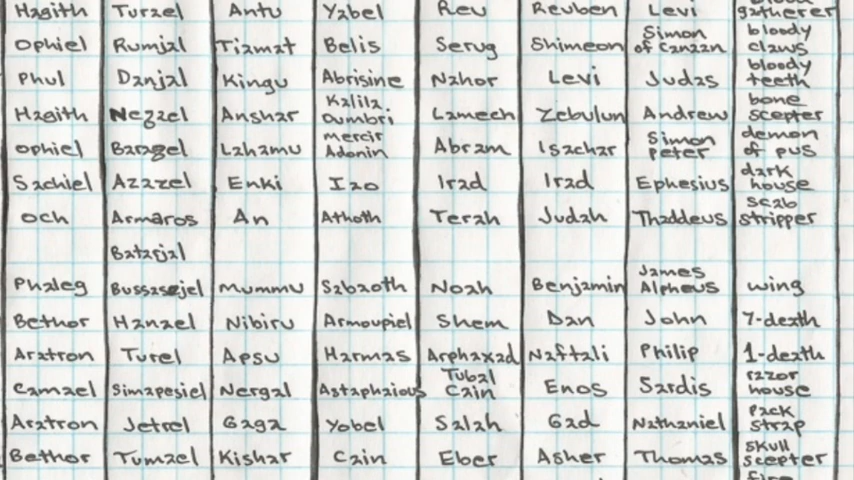 Hagith Turzel Antu Yabel Reu Reuben Levi gatherer
Ophiel Rumjal Tiamat Belis Serug Shimeon Simon of Canaan bloody claws
Phul Danjal Kingu Abrisine Nahor Levi Judas bloody teeth
Hagith Neqael Anshar Kalila Oumbri Lamech Zebulun Andrew bone scepter
Ophiel Baraqel Lahamu mercir Adonin Abram Isachar Simon Peter demon of pus
Sachiel Azazel Enki Iao Irad Irad Ephesius dark house
Och Armaros An Athoth Terah Judah Thaddeus scab stripper
Batarjal
Phaleg Bussasejel Mummu Sabaoth Noah Benjamin James Alpheus wing
Bethor Hanael Nibiru Armoupiel Shem Dan John 7-death
Aratron Turel Apsu Harmas Arphaxad Naftali Philip 1-death
Camael Simapesiel Nergal Astaphaious Tubal Cain Enos Sardis razor house
Aratron Jetrel Gaga Yobel Salah Gad Nathaniel pack strap
Bethor Tumael Kishar Cain Eber Asher Thomas skull scepter